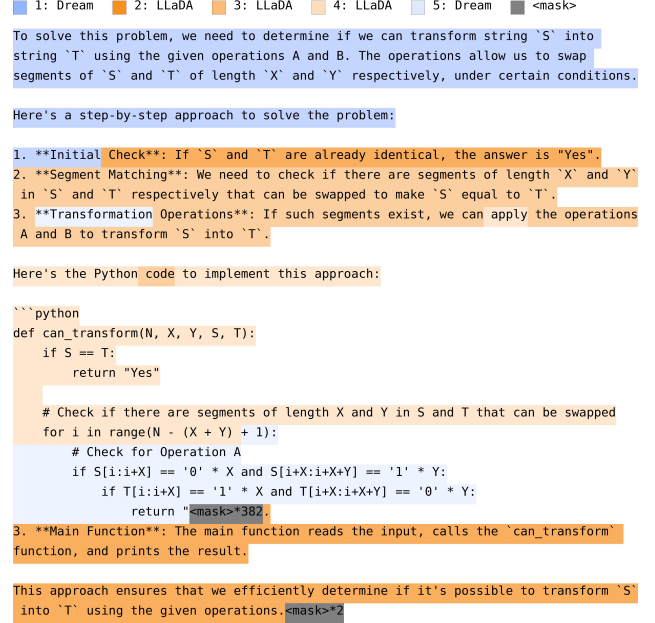 1: Dream 2: LLaDA 3: LLaDA 4: LLaDA 5: Dream <mask>
To solve this problem, we need to determine if we can transform string `S` into
string `T` using the given operations A and B. The operations allow us to swap
segments of `S` and `T` of length `X` and `Y` respectively, under certain conditions.

Here's a step-by-step approach to solve the problem:

1. **Initial Check**: If `S` and `T` are already identical, the answer is "Yes".
2. **Segment Matching**: We need to check if there are segments of length `X` and `Y`
 in `S` and `T` respectively that can be swapped to make `S` equal to `T`.
3. **Transformation Operations**: If such segments exist, we can apply the operations
 A and B to transform `S` into `T`.

Here's the Python code to implement this approach:

```python
def can_transform(N, X, Y, S, T):
    if S == T:
        return "Yes"

    # Check if there are segments of length X and Y in S and T that can be swapped
    for i in range(N - (X + Y) + 1):
        # Check for Operation A
        if S[i:i+X] == '0' * X and S[i+X:i+X+Y] == '1' * Y:
            if T[i:i+X] == '1' * X and T[i+X:i+X+Y] == '0' * Y:
                return "<mask>*382.
3. **Main Function**: The main function reads the input, calls the `can_transform`
function, and prints the result.

This approach ensures that we efficiently determine if it's possible to transform `S`
 into `T` using the given operations.<mask>*2